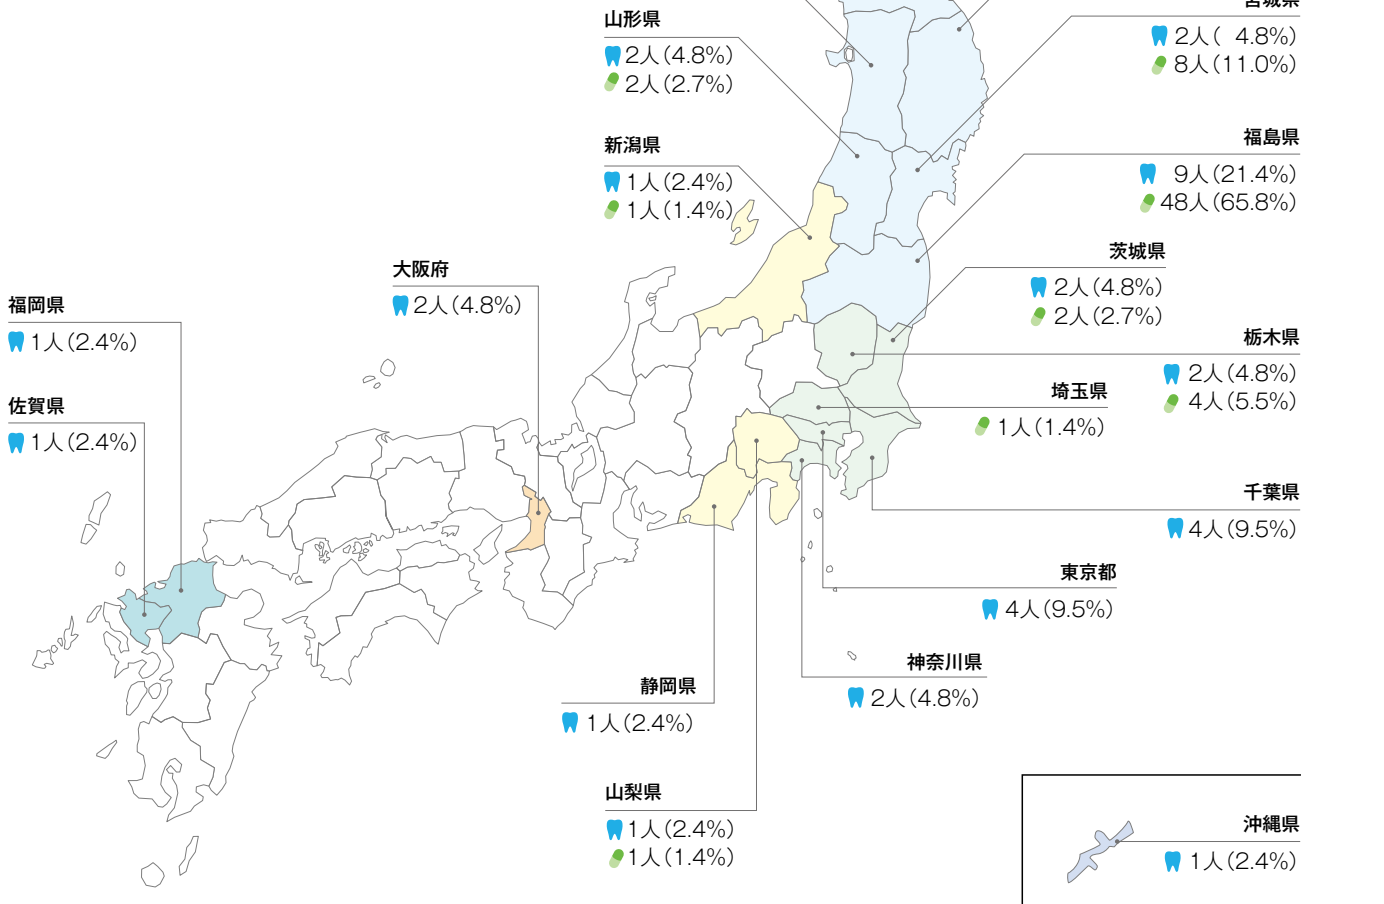 山形県
2人(4.8%)
2人(2.7%)
宮城県
2人( 4.8%)
8人(11.0%)
新潟県
1人(2.4%)
1人(1.4%)
福島県
9人(21.4%)
48人(65.8%)
大阪府
2人(4.8%)
茨城県
2人(4.8%)
2人(2.7%)
福岡県
1人(2.4%)
栃木県
2人(4.8%)
4人(5.5%)
佐賀県
1人(2.4%)
埼玉県
1人(1.4%)
千葉県
4人(9.5%)
東京都
4人(9.5%)
神奈川県
2人(4.8%)
静岡県
1人(2.4%)
山梨県
1人(2.4%)
1人(1.4%)
沖縄県
1人(2.4%)